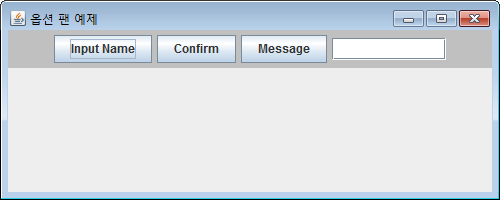 옵션 팬 예제
Input Name Confirm Message